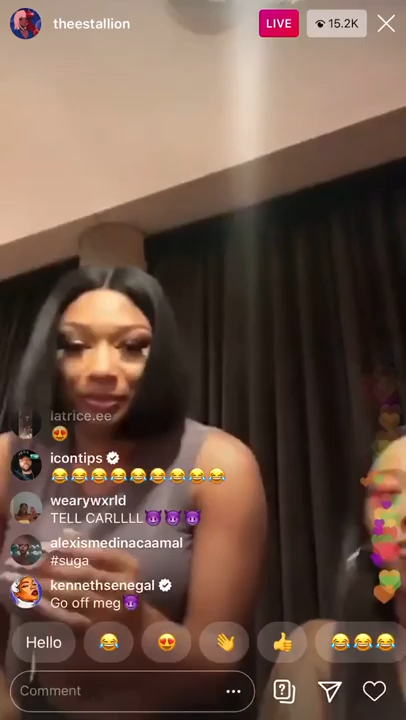 theestallion
LIVE
15.2K
latrice.ee
😍
icontips
😂😂😂😂😂😂😂😂😂
wearywxrld
TELL CARLLLL😈😈😈
alexismedinacaamal
#suga
kennethsenegal
Go off meg😈
Hello 😂 😍 👋 👍 😂😂😂
Comment